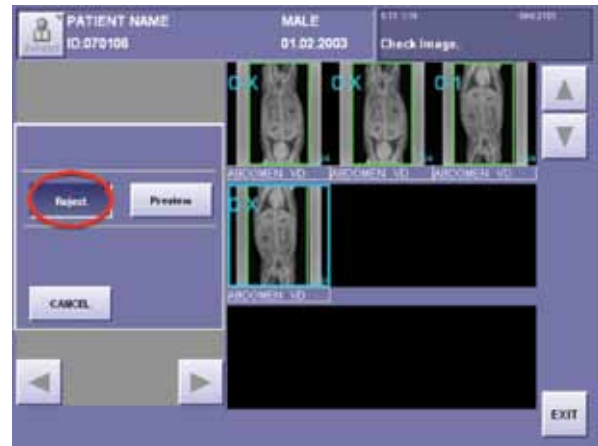 PATIENT NAME
ID:070106
MALE
01.02.2003
Check Image.
ABDOMEN VD
ABDOMEN VD
ABDOMEN VD
Reject
Preview
ABDOMEN VD
CANCEL
EXIT